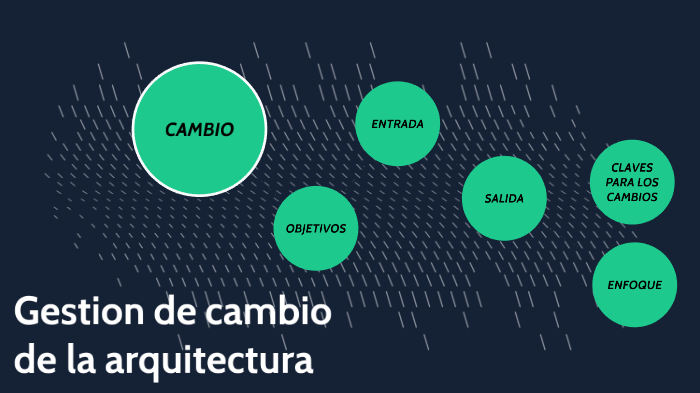 CAMBIO
ENTRADA
OBJETIVOS
SALIDA
CLAVES
PARA LOS
CAMBIOS
ENFOQUE
Gestion de cambio
de la arquitectura